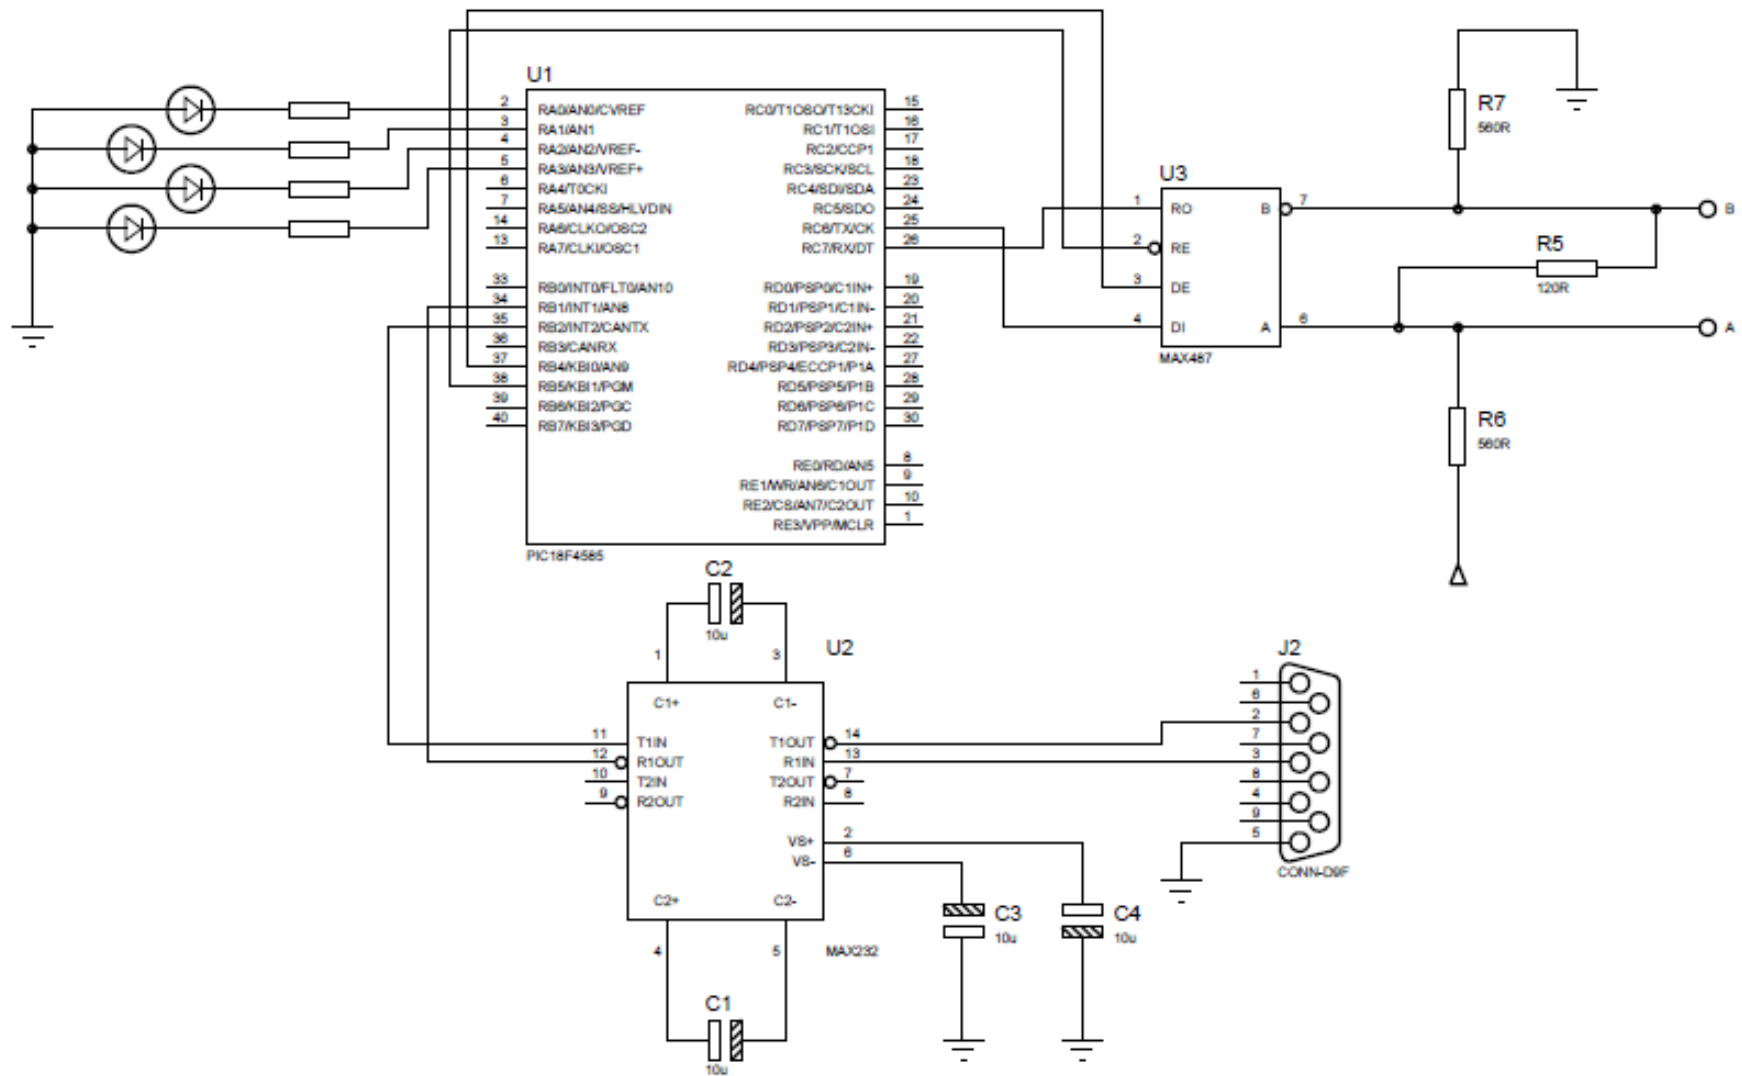 U1
2 RA0/AN0/CVREF
3 RA1/AN1
4 RA2/AN2/VREF-
5 RA3/AN3/VREF+
6 RA4/T0CKI
7 RA5/AN4/SS/HLVDIN
14 RA6/CLKO/OSC2
13 RA7/CLKI/OSC1
33 RB0/INT0/FLT0/AN10
34 RB1/INT1/AN8
35 RB2/INT2/CANTX
36 RB3/CANRX
37 RB4/KBI0/AN9
38 RB5/KBI1/PGM
39 RB6/KBI2/PGC
40 RB7/KBI3/PGD
RC0/T1OSO/T13CKI 15
RC1/T1OSI 16
RC2/CCP1 17
RC3/SCK/SCL 18
RC4/SDI/SDA 23
RC5/SDO 24
RC6/TX/CK 25
RC7/RX/DT 26
RD0/PSP0/C1IN+ 19
RD1/PSP1/C1IN- 20
RD2/PSP2/C2IN+ 21
RD3/PSP3/C2IN- 22
RD4/PSP4/ECCP1/P1A 27
RD5/PSP5/P1B 28
RD6/PSP6/P1C 29
RD7/PSP7/P1D 30
RE0/RD/AN5 8
RE1/WR/AN6/C1OUT 9
RE2/CS/AN7/C2OUT 10
RE3/VPP/MCLR 1
PIC18F4585
U3
1 RO B 7
2 RE
3 DE
4 DI A 6
MAX487
R7
560R
B
R5
120R
A
R6
560R
C2
10u
U2
1 3
C1+ C1-
11 T1IN T1OUT 14
12 R1OUT R1IN 13
10 T2IN T2OUT 7
9 R2OUT R2IN 8
VS+ 2
VS- 6
C2+ C2-
4 5
MAX232
C1
10u
C3
10u
C4
10u
J2
1
6
2
7
3
8
4
9
5
CONN-D9F